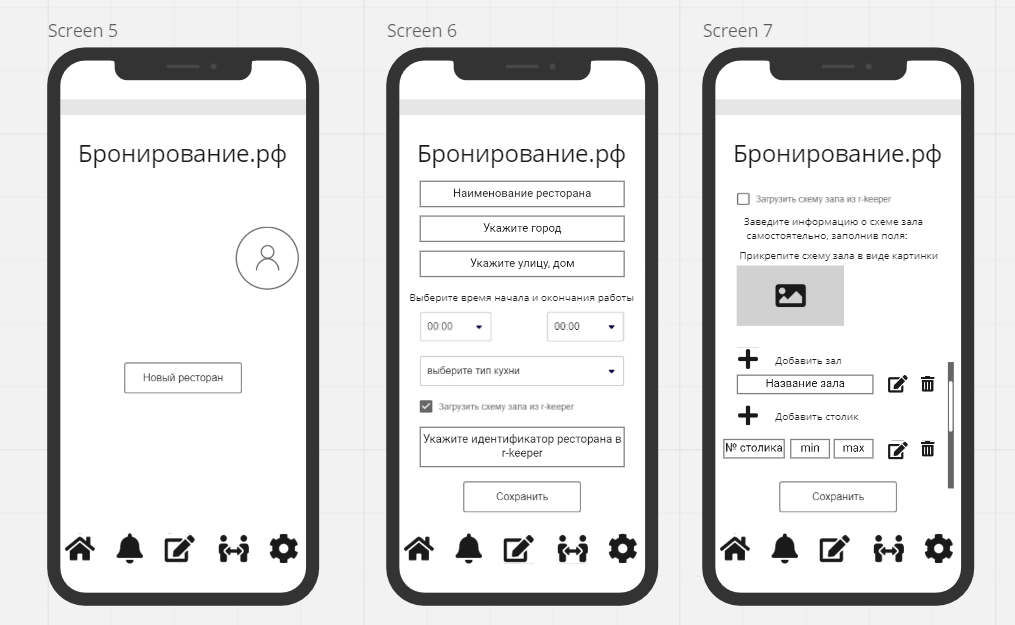 Screen 5
Бронирование.рф
Новый ресторан
Screen 6
Бронирование.рф
Наименование ресторана
Укажите город
Укажите улицу, дом
Выберите время начала и окончания работы
00:00
00:00
выберите тип кухни
Загрузить схему зала из r-keeper
Укажите идентификатор ресторана в
r-keeper
Сохранить
Screen 7
Бронирование.рф
Загрузить схему зала из r-keeper
Заведите информацию о схеме зала
самостоятельно, заполнив поля:
Прикрепите схему зала в виде картинки
Добавить зал
Название зала
Добавить столик
№ столика min max
Сохранить